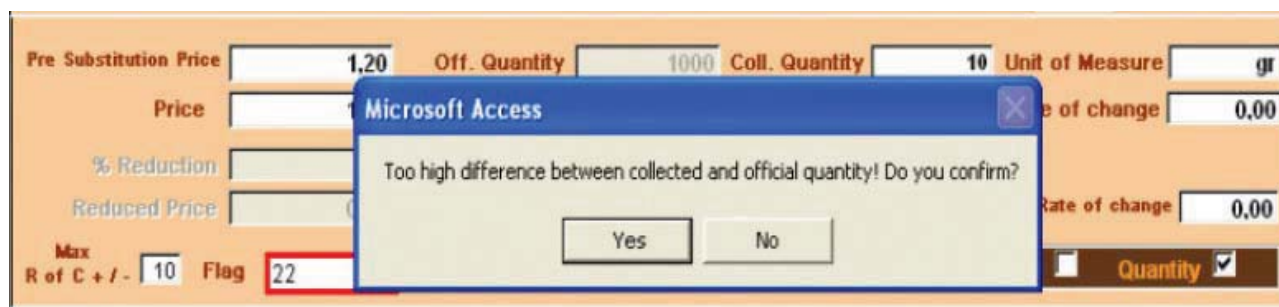 Pre Substitution Price 1,20 Off. Quantity 1000 Coll. Quantity 10 Unit of Measure gr
Price 1 Microsoft Access e of change 0,00
Too high difference between collected and official quantity! Do you confirm?
% Reduction
Reduced Price Rate of change 0,00
Yes No
Max
R of C + / - 10 Flag 22 Quantity